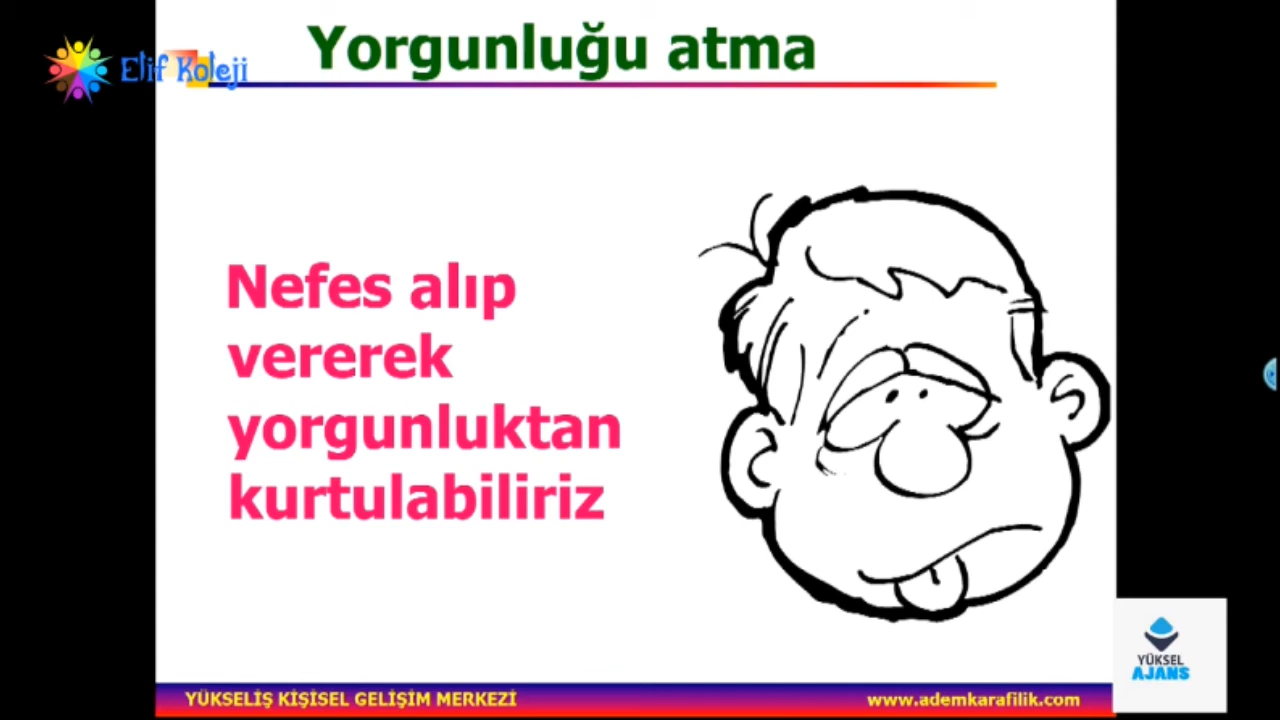 Yorgunluğu atma
Elif Koleji
Nefes alıp
vererek
yorgunluktan
kurtulabiliriz
YÜKSEL
AJANS
YÜKSELİŞ KİŞİSEL GELİŞİM MERKEZİ
www.ademkarafilik.com